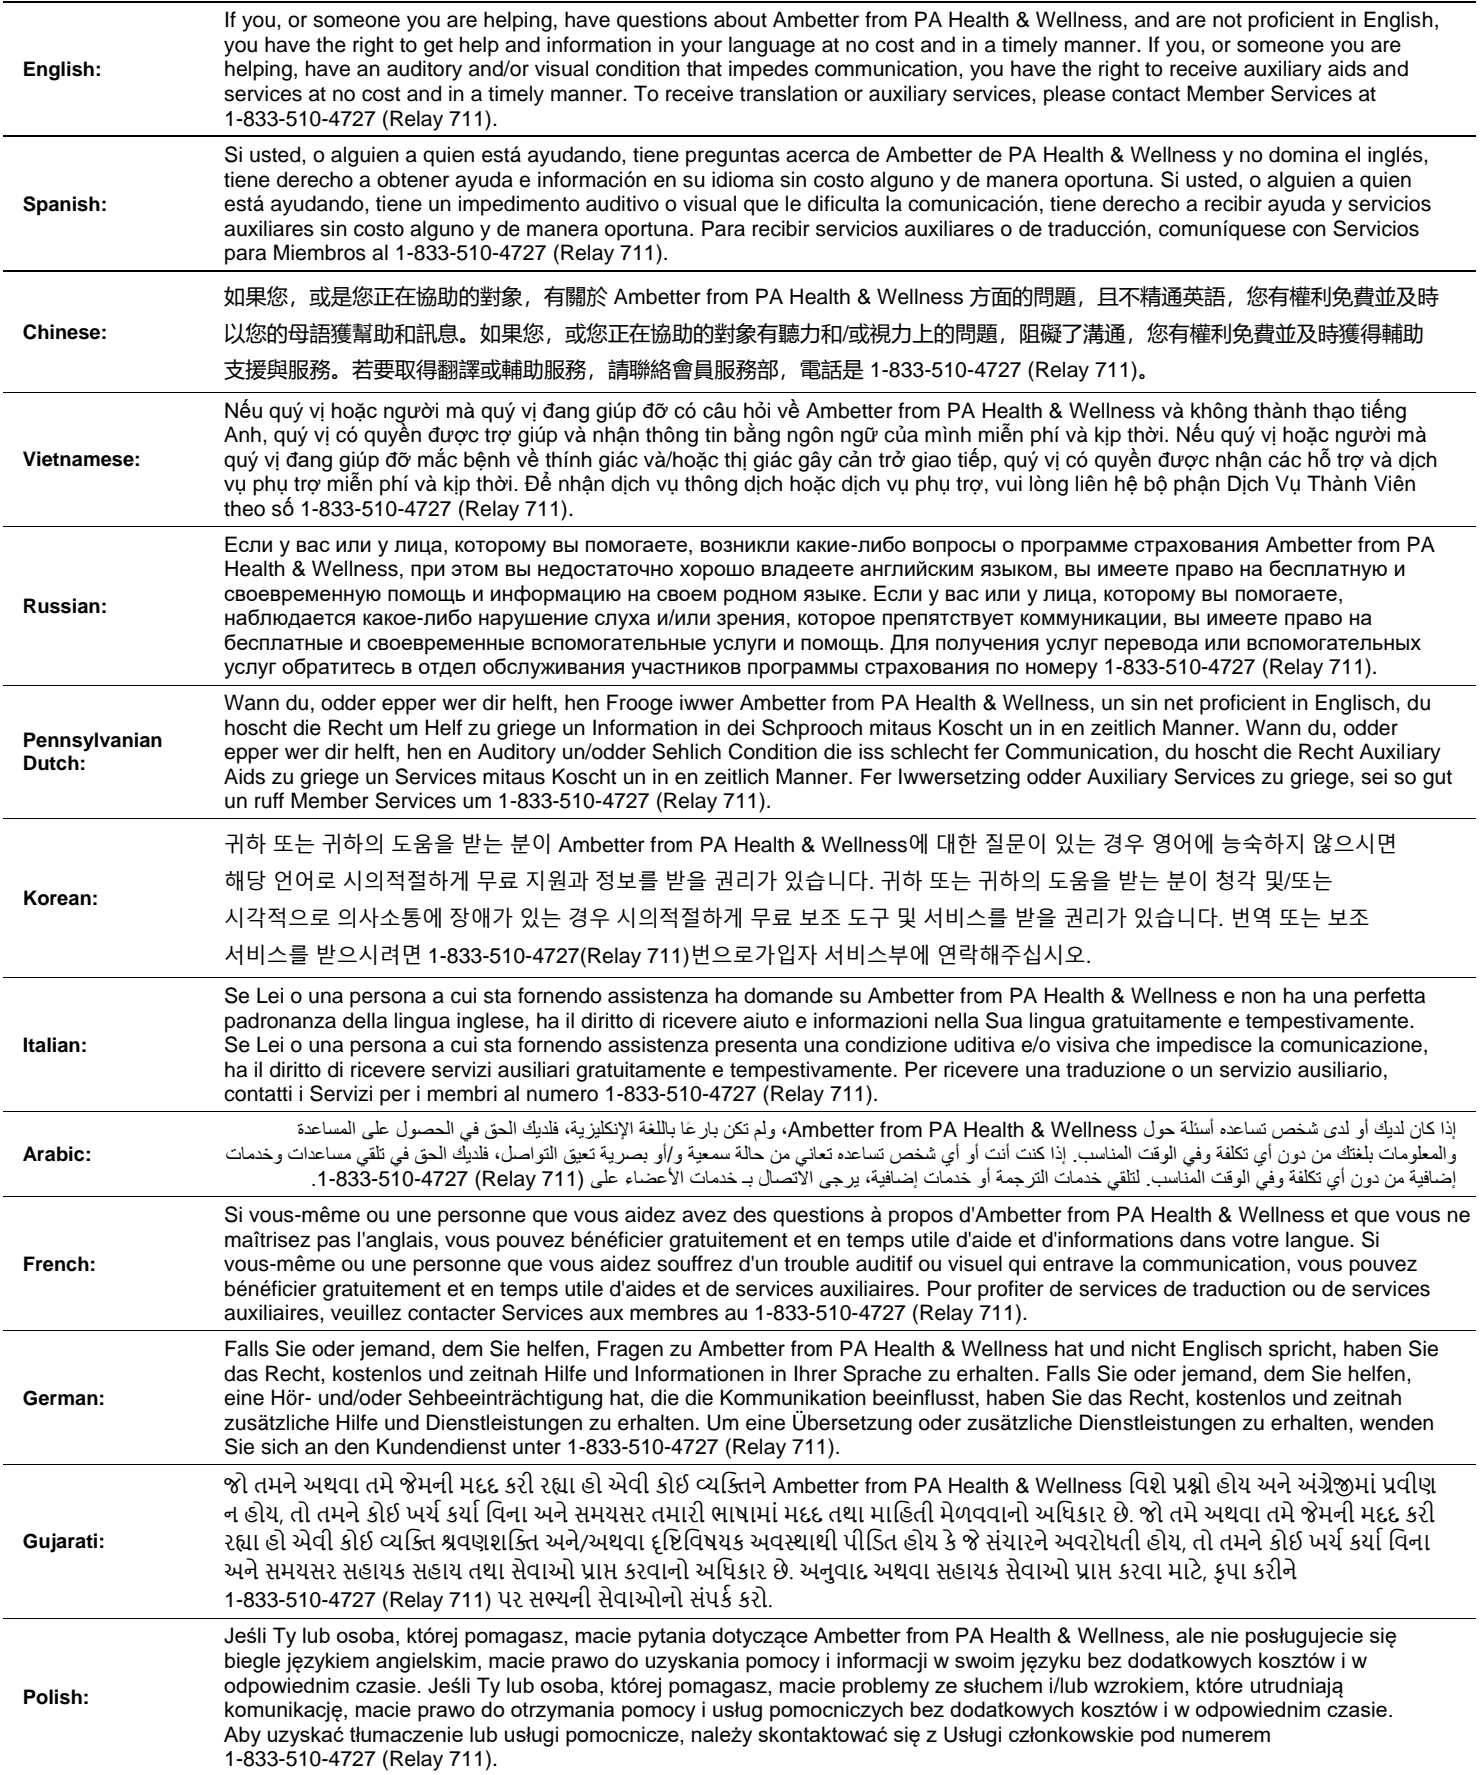 English:
If you, or someone you are helping, have questions about Ambetter from PA Health & Wellness, and are not proficient in English,
you have the right to get help and information in your language at no cost and in a timely manner. If you, or someone you are
helping, have an auditory and/or visual condition that impedes communication, you have the right to receive auxiliary aids and
services at no cost and in a timely manner. To receive translation or auxiliary services, please contact Member Services at
1-833-510-4727 (Relay 711).
Spanish:
Si usted, o alguien a quien está ayudando, tiene preguntas acerca de Ambetter de PA Health & Wellness y no domina el inglés,
tiene derecho a obtener ayuda e información en su idioma sin costo alguno y de manera oportuna. Si usted, o alguien a quien
está ayudando, tiene un impedimento auditivo o visual que le dificulta la comunicación, tiene derecho a recibir ayuda y servicios
auxiliares sin costo alguno y de manera oportuna. Para recibir servicios auxiliares o de traducción, comuníquese con Servicios
para Miembros al 1-833-510-4727 (Relay 711).
Chinese:
如果您，或是您正在協助的對象，有關於 Ambetter from PA Health & Wellness 方面的問題，且不精通英語，您有權利免費並及時
以您的母語獲幫助和訊息。如果您，或您正在協助的對象有聽力和/或視力上的問題，阻礙了溝通，您有權利免費並及時獲得輔助
支援與服務。若要取得翻譯或輔助服務，請聯絡會員服務部，電話是 1-833-510-4727 (Relay 711)。
Vietnamese:
Nếu quý vị hoặc người mà quý vị đang giúp đỡ có câu hỏi về Ambetter from PA Health & Wellness và không thành thạo tiếng
Anh, quý vị có quyền được trợ giúp và nhận thông tin bằng ngôn ngữ của mình miễn phí và kịp thời. Nếu quý vị hoặc người mà
quý vị đang giúp đỡ mắc bệnh về thính giác và/hoặc thị giác gây cản trở giao tiếp, quý vị có quyền được nhận các hỗ trợ và dịch
vụ phụ trợ miễn phí và kịp thời. Để nhận dịch vụ thông dịch hoặc dịch vụ phụ trợ, vui lòng liên hệ bộ phận Dịch Vụ Thành Viên
theo số 1-833-510-4727 (Relay 711).
Russian:
Если у вас или у лица, которому вы помогаете, возникли какие-либо вопросы о программе страхования Ambetter from PA
Health & Wellness, при этом вы недостаточно хорошо владеете английским языком, вы имеете право на бесплатную и
своевременную помощь и информацию на своем родном языке. Если у вас или у лица, которому вы помогаете,
наблюдается какое-либо нарушение слуха и/или зрения, которое препятствует коммуникации, вы имеете право на
бесплатные и своевременные вспомогательные услуги и помощь. Для получения услуг перевода или вспомогательных
услуг обратитесь в отдел обслуживания участников программы страхования по номеру 1-833-510-4727 (Relay 711).
Pennsylvanian
Dutch:
Wann du, odder epper wer dir helft, hen Frooge iwwer Ambetter from PA Health & Wellness, un sin net proficient in Englisch, du
hoscht die Recht um Helf zu griege un Information in dei Schprooch mitaus Koscht un in en zeitlich Manner. Wann du, odder
epper wer dir helft, hen en Auditory un/odder Sehlich Condition die iss schlecht fer Communication, du hoscht die Recht Auxiliary
Aids zu griege un Services mitaus Koscht un in en zeitlich Manner. Fer Iwwersetzing odder Auxiliary Services zu griege, sei so gut
un ruff Member Services um 1-833-510-4727 (Relay 711).
Korean:
귀하 또는 귀하의 도움을 받는 분이 Ambetter from PA Health & Wellness에 대한 질문이 있는 경우 영어에 능숙하지 않으시면
해당 언어로 시의적절하게 무료 지원과 정보를 받을 권리가 있습니다. 귀하 또는 귀하의 도움을 받는 분이 청각 및/또는
시각적으로 의사소통에 장애가 있는 경우 시의적절하게 무료 보조 도구 및 서비스를 받을 권리가 있습니다. 번역 또는 보조
서비스를 받으시려면 1-833-510-4727(Relay 711)번으로가입자 서비스부에 연락해주십시오.
Italian:
Se Lei o una persona a cui sta fornendo assistenza ha domande su Ambetter from PA Health & Wellness e non ha una perfetta
padronanza della lingua inglese, ha il diritto di ricevere aiuto e informazioni nella Sua lingua gratuitamente e tempestivamente.
Se Lei o una persona a cui sta fornendo assistenza presenta una condizione uditiva e/o visiva che impedisce la comunicazione,
ha il diritto di ricevere servizi ausiliari gratuitamente e tempestivamente. Per ricevere una traduzione o un servizio ausiliario,
contatti i Servizi per i membri al numero 1-833-510-4727 (Relay 711).
Arabic:
إذا كان لديك أو لدى شخص تساعده أسئلة حول Ambetter from PA Health & Wellness، ولم تكن بارعًا باللغة الإنكليزية، فلديك الحق في الحصول على المساعدة
والمعلومات بلغتك من دون أي تكلفة وفي الوقت المناسب. إذا كنت أنت أو أي شخص تساعده تعاني من حالة سمعية و/أو بصرية تعيق التواصل، فلديك الحق في تلقي مساعدات وخدمات
إضافية من دون أي تكلفة وفي الوقت المناسب. لتلقي خدمات الترجمة أو خدمات إضافية، يرجى الاتصال بـ خدمات الأعضاء على 1-833-510-4727 (Relay 711).
French:
Si vous-même ou une personne que vous aidez avez des questions à propos d'Ambetter from PA Health & Wellness et que vous ne
maîtrisez pas l'anglais, vous pouvez bénéficier gratuitement et en temps utile d'aide et d'informations dans votre langue. Si
vous-même ou une personne que vous aidez souffrez d'un trouble auditif ou visuel qui entrave la communication, vous pouvez
bénéficier gratuitement et en temps utile d'aides et de services auxiliaires. Pour profiter de services de traduction ou de services
auxiliaires, veuillez contacter Services aux membres au 1-833-510-4727 (Relay 711).
German:
Falls Sie oder jemand, dem Sie helfen, Fragen zu Ambetter from PA Health & Wellness hat und nicht Englisch spricht, haben Sie
das Recht, kostenlos und zeitnah Hilfe und Informationen in Ihrer Sprache zu erhalten. Falls Sie oder jemand, dem Sie helfen,
eine Hör- und/oder Sehbeeinträchtigung hat, die die Kommunikation beeinflusst, haben Sie das Recht, kostenlos und zeitnah
zusätzliche Hilfe und Dienstleistungen zu erhalten. Um eine Übersetzung oder zusätzliche Dienstleistungen zu erhalten, wenden
Sie sich an den Kundendienst unter 1-833-510-4727 (Relay 711).
Gujarati:
જો તમને અથવા તમે જેમની મદદ કરી રહ્યા હો એવી કોઈ વ્યક્તિને Ambetter from PA Health & Wellness વિશે પ્રશ્નો હોય અને અંગ્રેજીમાં પ્રવીણ
ન હોય, તો તમને કોઈ ખર્ચ કર્યા વિના અને સમયસર તમારી ભાષામાં મદદ તથા માહિતી મેળવવાનો અધિકાર છે. જો તમે અથવા તમે જેમની મદદ કરી
રહ્યા હો એવી કોઈ વ્યક્તિ શ્રવણશક્તિ અને/અથવા દૃષ્ટિવિષયક અવસ્થાથી પીડિત હોય કે જે સંચારને અવરોધતી હોય, તો તમને કોઈ ખર્ચ કર્યા વિના
અને સમયસર સહાયક સહાય તથા સેવાઓ પ્રાપ્ત કરવાનો અધિકાર છે. અનુવાદ અથવા સહાયક સેવાઓ પ્રાપ્ત કરવા માટે, કૃપા કરીને
1-833-510-4727 (Relay 711) પર સભ્યની સેવાઓનો સંપર્ક કરો.
Polish:
Jeśli Ty lub osoba, której pomagasz, macie pytania dotyczące Ambetter from PA Health & Wellness, ale nie posługujecie się
biegle językiem angielskim, macie prawo do uzyskania pomocy i informacji w swoim języku bez dodatkowych kosztów i w
odpowiednim czasie. Jeśli Ty lub osoba, której pomagasz, macie problemy ze słuchem i/lub wzrokiem, które utrudniają
komunikację, macie prawo do otrzymania pomocy i usług pomocniczych bez dodatkowych kosztów i w odpowiednim czasie.
Aby uzyskać tłumaczenie lub usługi pomocnicze, należy skontaktować się z Usługi członkowskie pod numerem
1-833-510-4727 (Relay 711).